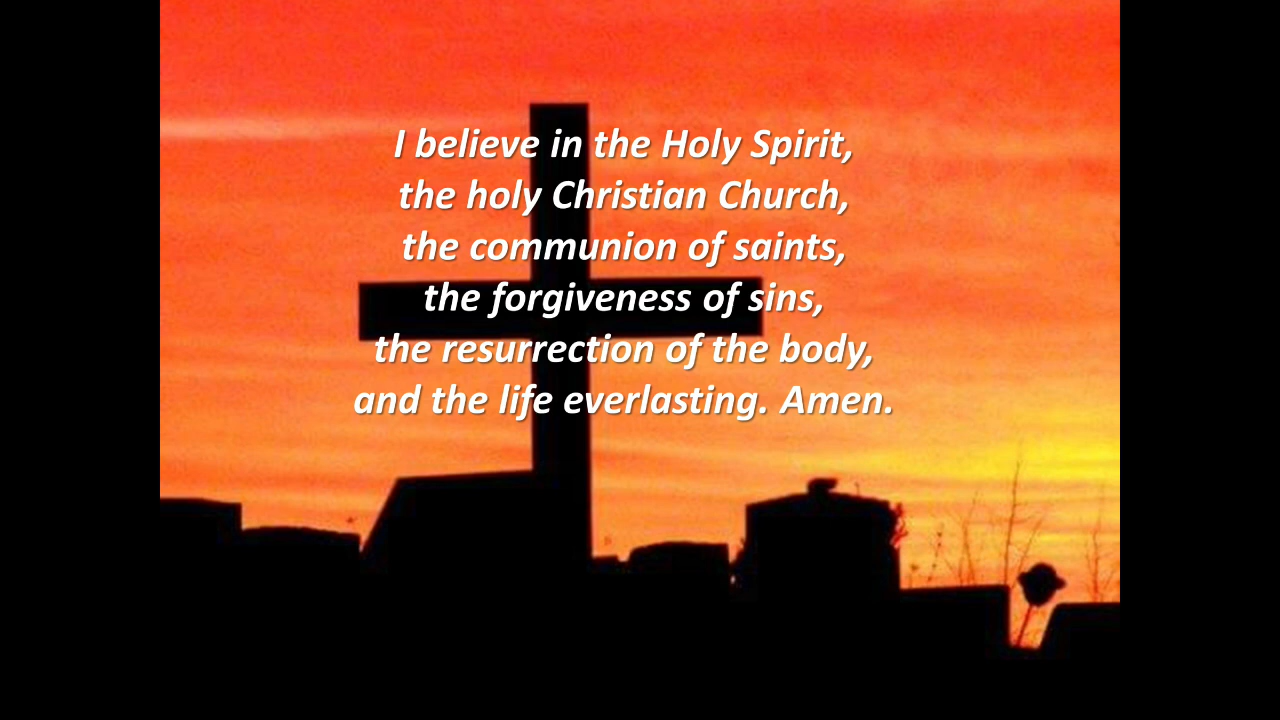 I believe in the Holy Spirit,
the holy Christian Church,
the communion of saints,
the forgiveness of sins,
the resurrection of the body,
and the life everlasting. Amen.